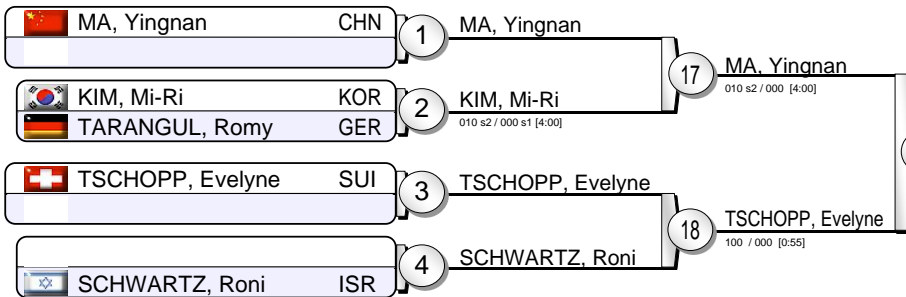 MA, Yingnan CHN
1
MA, Yingnan
KIM, Mi-Ri KOR
TARANGUL, Romy GER
2
KIM, Mi-Ri
010 s2 / 000 s1 [4:00]
17
MA, Yingnan
010 s2 / 000 [4:00]
TSCHOPP, Evelyne SUI
3
TSCHOPP, Evelyne
SCHWARTZ, Roni ISR
4
SCHWARTZ, Roni
18
TSCHOPP, Evelyne
100 / 000 [0:55]